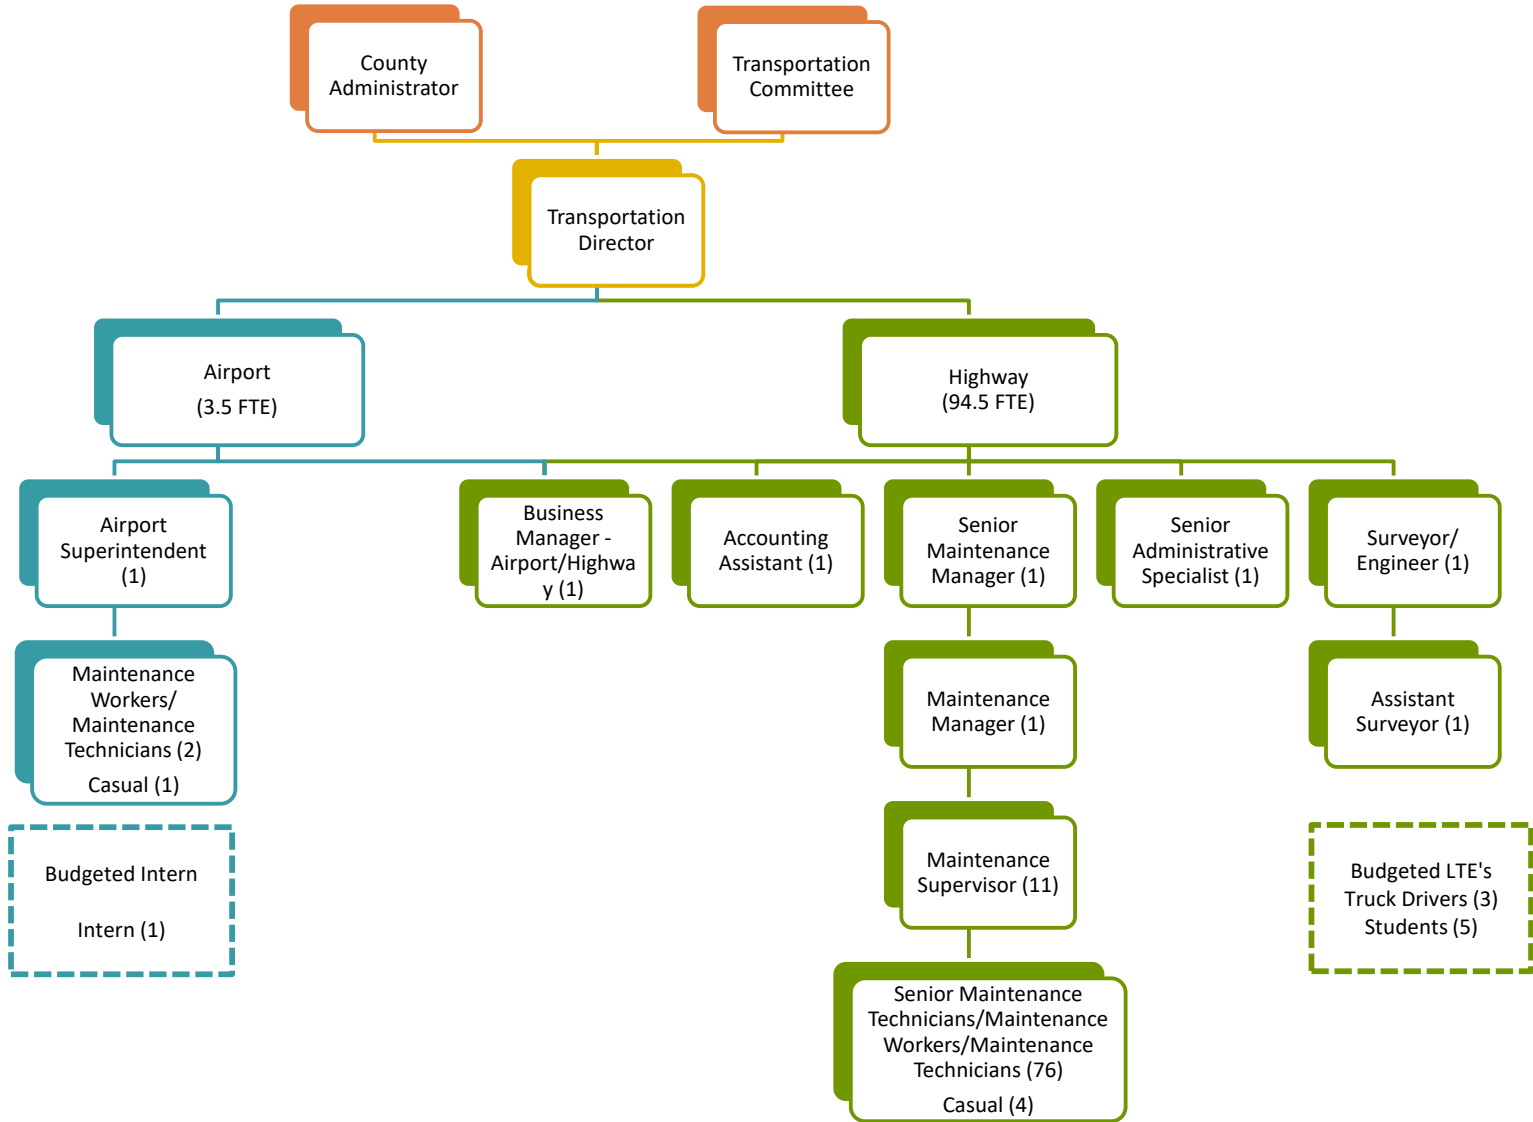 County
Administrator
Transportation
Committee
Transportation
Director
Airport
(3.5 FTE)
Highway
(94.5 FTE)
Airport
Superintendent
(1)
Business
Manager -
Airport/Highwa
y (1)
Accounting
Assistant (1)
Senior
Maintenance
Manager (1)
Senior
Administrative
Specialist (1)
Surveyor/
Engineer (1)
Maintenance
Workers/
Maintenance
Technicians (2)
Casual (1)
Maintenance
Manager (1)
Assistant
Surveyor (1)
Budgeted Intern
Intern (1)
Maintenance
Supervisor (11)
Budgeted LTE's
Truck Drivers (3)
Students (5)
Senior Maintenance
Technicians/Maintenance
Workers/Maintenance
Technicians (76)
Casual (4)